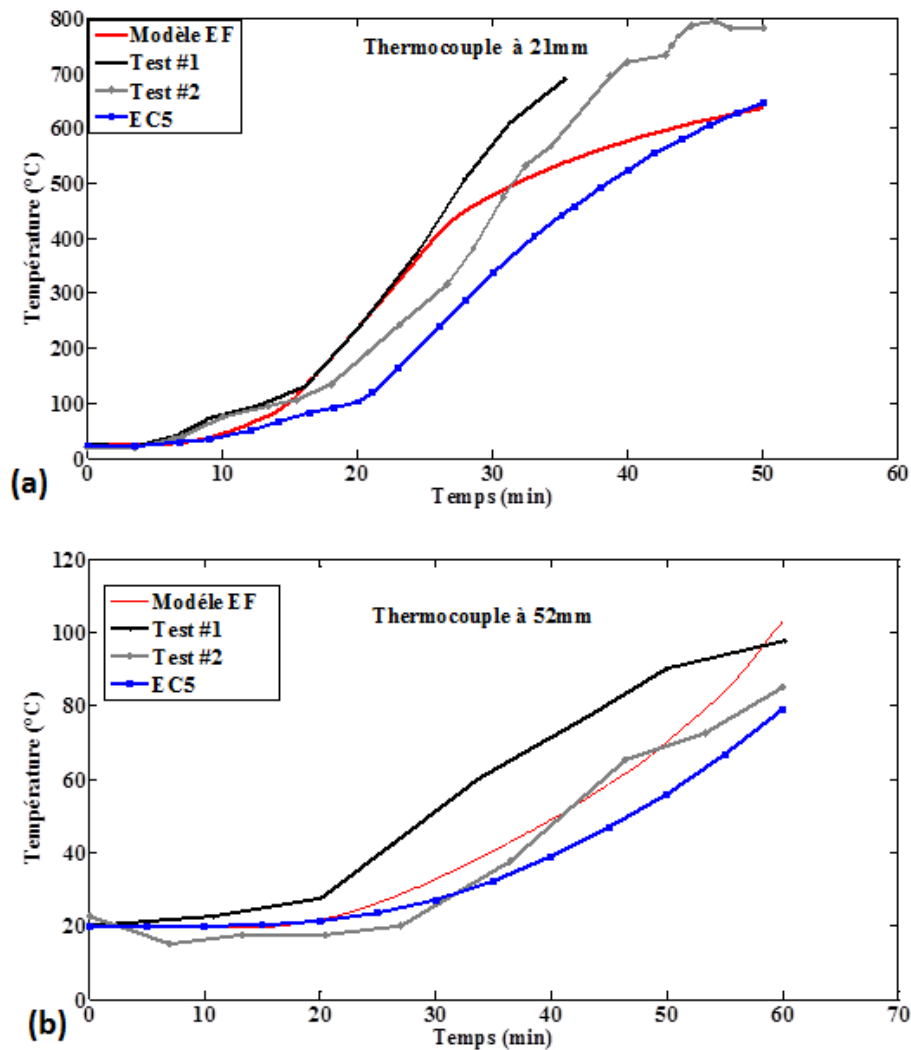 800
700
600
500
400
300
200
100
0
Température (°C)
Modèle EF
Test #1
Test #2
EC5
Thermocouple à 21mm
0
10
20
30
40
50
60
Temps (min)
(a)
120
100
80
60
40
20
0
Température (°C)
Modéle EF
Test #1
Test #2
EC5
Thermocouple à 52mm
0
10
20
30
40
50
60
70
Temps (min)
(b)